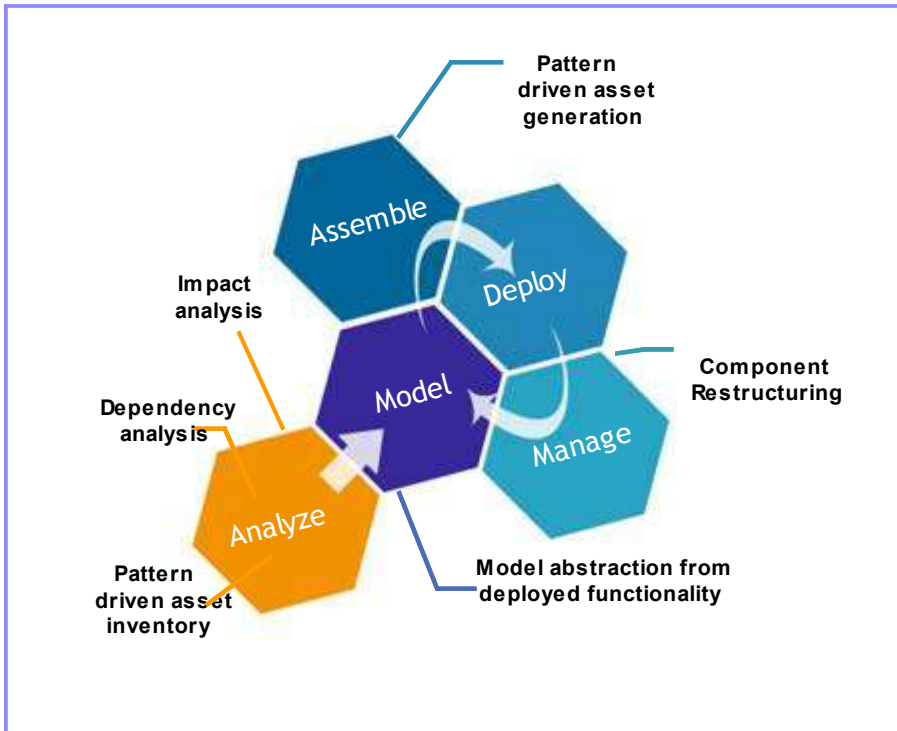 Pattern
driven asset
generation
Assemble
Deploy
Impact
analysis
Model
Component
Restructuring
Dependency
analysis
Manage
Analyze
Model abstraction from
deployed functionality
Pattern
driven asset
inventory